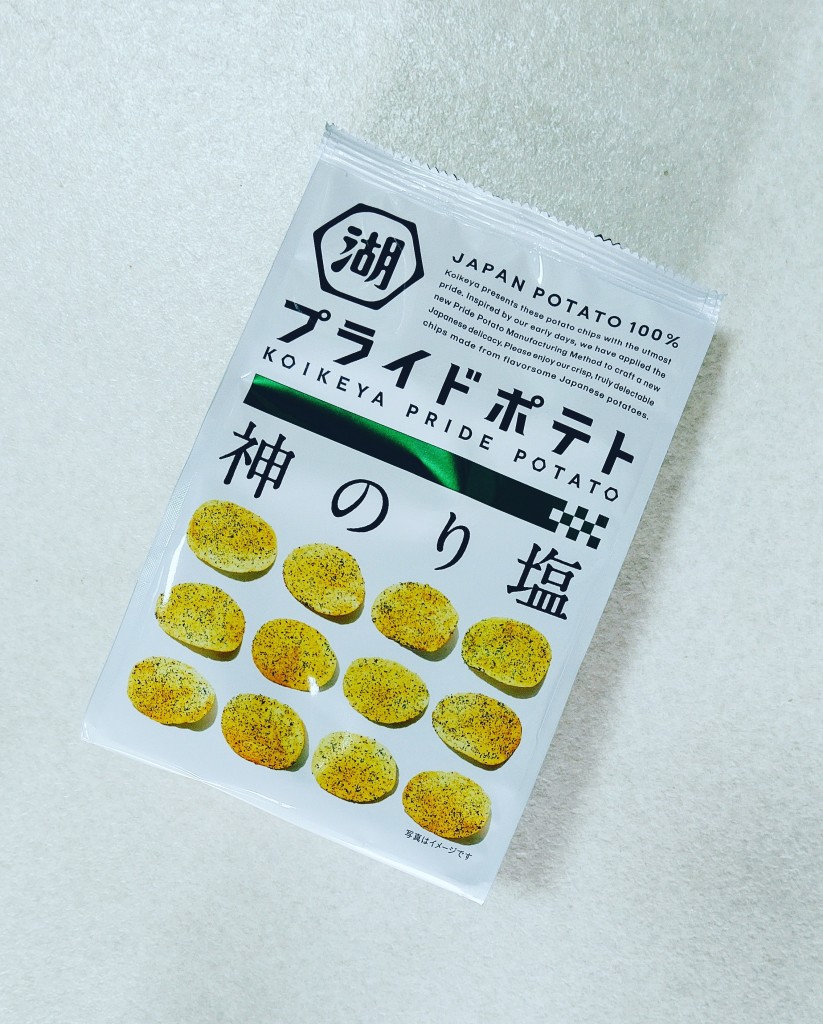 湖
JAPAN POTATO 100%
Koikeya presents these potato chips with the utmost
pride. Inspired by our early days, we have applied the
new Pride Potato Manufacturing Method to craft a new
Japanese delicacy. Please enjoy our crisp, truly delectable
chips made from flavorsome Japanese potatoes.
プライドポテト
KOIKEYA PRIDE POTATO
神のり塩
写真はイメージです